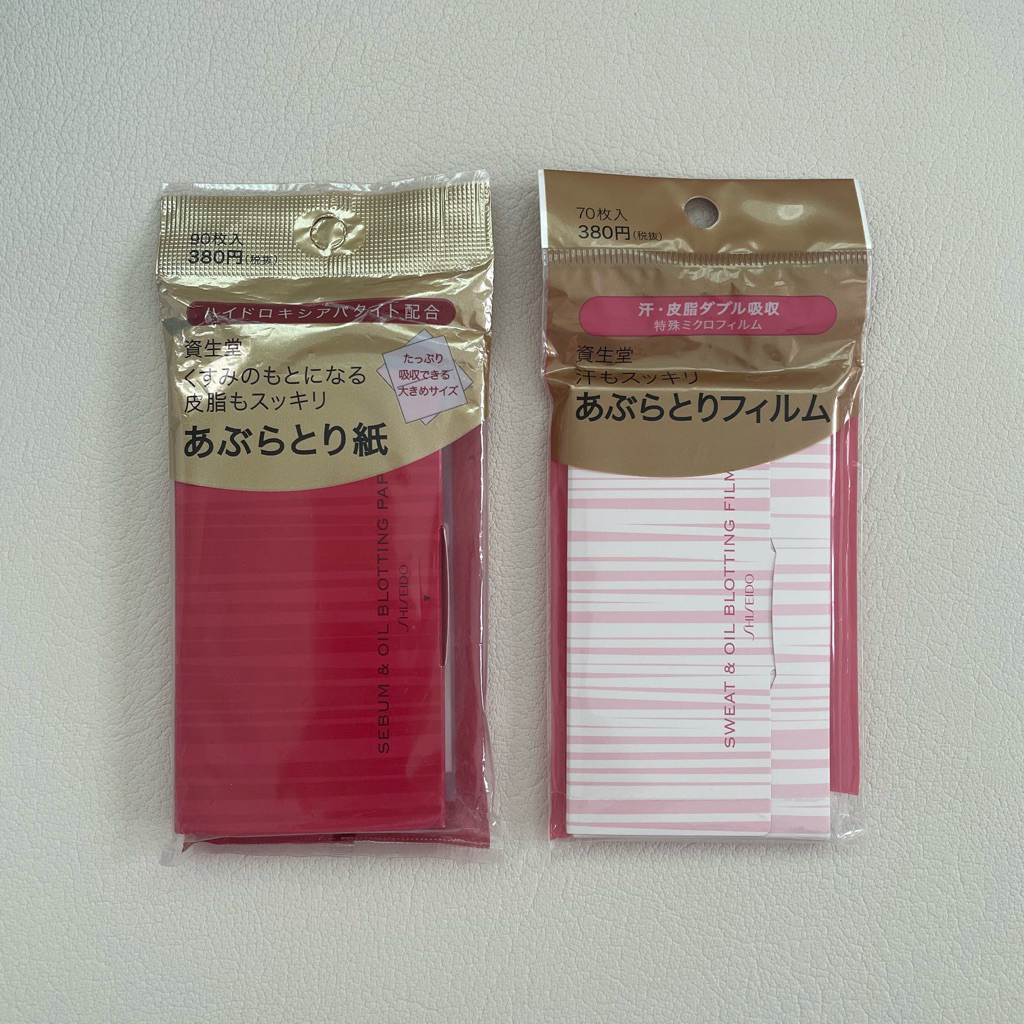 90枚入
380円(税抜)
ハイドロキシアパタイト配合
資生堂
くすみのもとになる
皮脂もスッキリ
あぶらとり紙
たっぷり
吸収できる
大きめサイズ
SEBUM & OIL BLOTTING
SHISEIDO
70枚入
380円(税抜)
汗・皮脂ダブル吸収
特殊ミクロフィルム
資生堂
汗もスッキリ
あぶらとりフィルム
SWEAT & OIL BLOTTING FILM
SHISEIDO